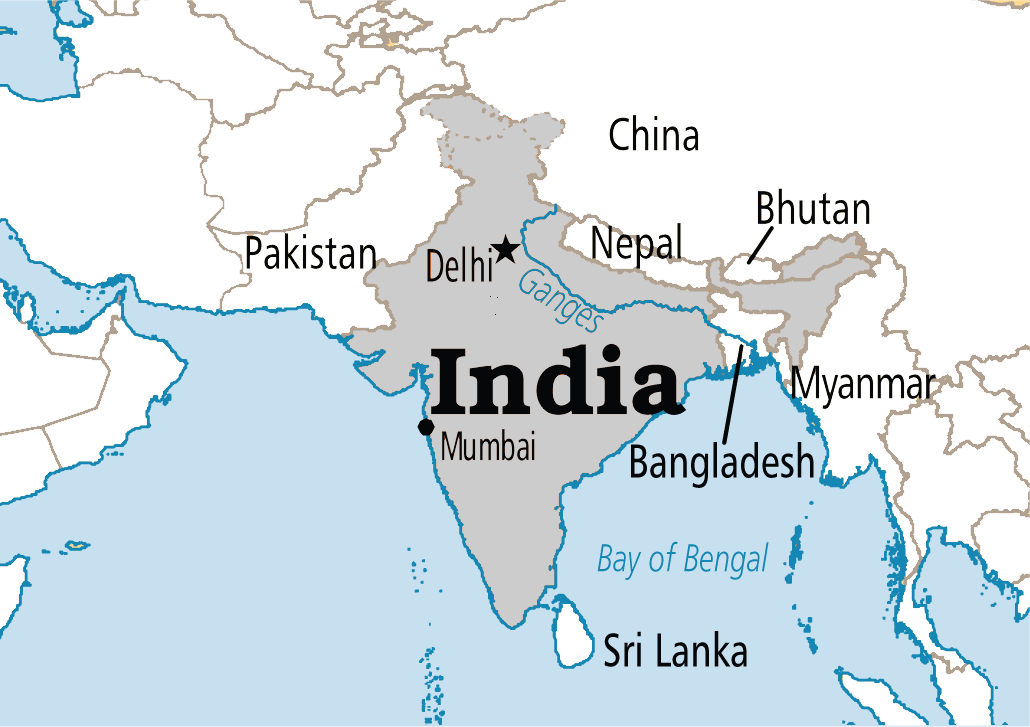 China
Bhutan
Nepal
Pakistan
Delhi
Ganges
India
Myanmar
Mumbai
Bangladesh
Bay of Bengal
Sri Lanka